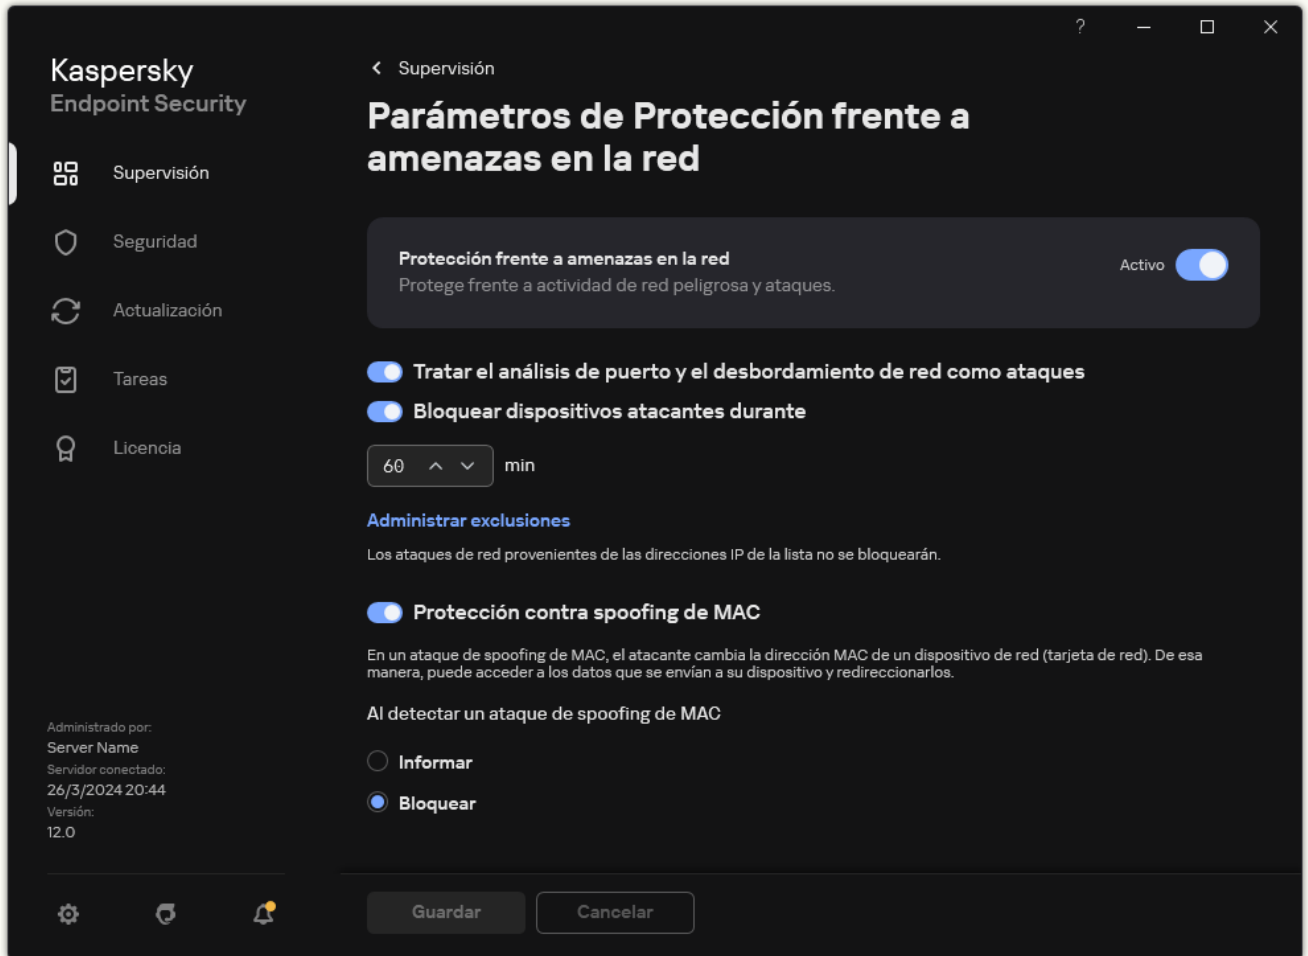 ?
Kaspersky
Endpoint Security
Supervisión
Seguridad
Actualización
Tareas
Licencia
Administrado por:
Server Name
Servidor conectado:
26/3/2024 20:44
Versión:
12.0
Supervisión
Parámetros de Protección frente a
amenazas en la red
Protección frente a amenazas en la red
Protege frente a actividad de red peligrosa y ataques.
Activo
Tratar el análisis de puerto y el desbordamiento de red como ataques
Bloquear dispositivos atacantes durante
60 min
Administrar exclusiones
Los ataques de red provenientes de las direcciones IP de la lista no se bloquearán.
Protección contra spoofing de MAC
En un ataque de spoofing de MAC, el atacante cambia la dirección MAC de un dispositivo de red (tarjeta de red). De esa
manera, puede acceder a los datos que se envían a su dispositivo y redireccionarlos.
Al detectar un ataque de spoofing de MAC
Informar
Bloquear
Guardar
Cancelar